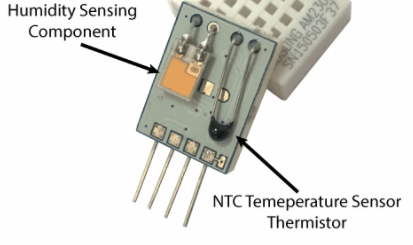 Humidity Sensing
Component
NTC Temeperature Sensor
Thermistor